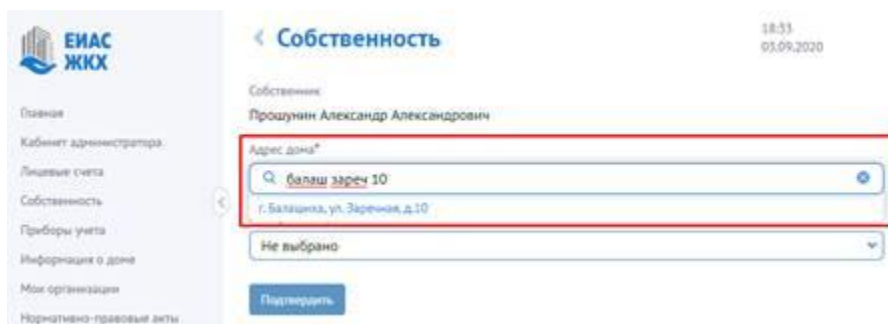 ЕИАС
ЖКХ
Собственность
18:53
03.09.2020
Собственник
Прошунин Александр Александрович
Главная
Кабинет администратора
Лицевые счета
Собственность
Приборы учета
Информация о доме
Мои организации
Нормативно-правовые акты
Адрес дома*
балаш зареч 10
г. Балашиха, ул. Заречная, д.10
Не выбрано
Подтвердить